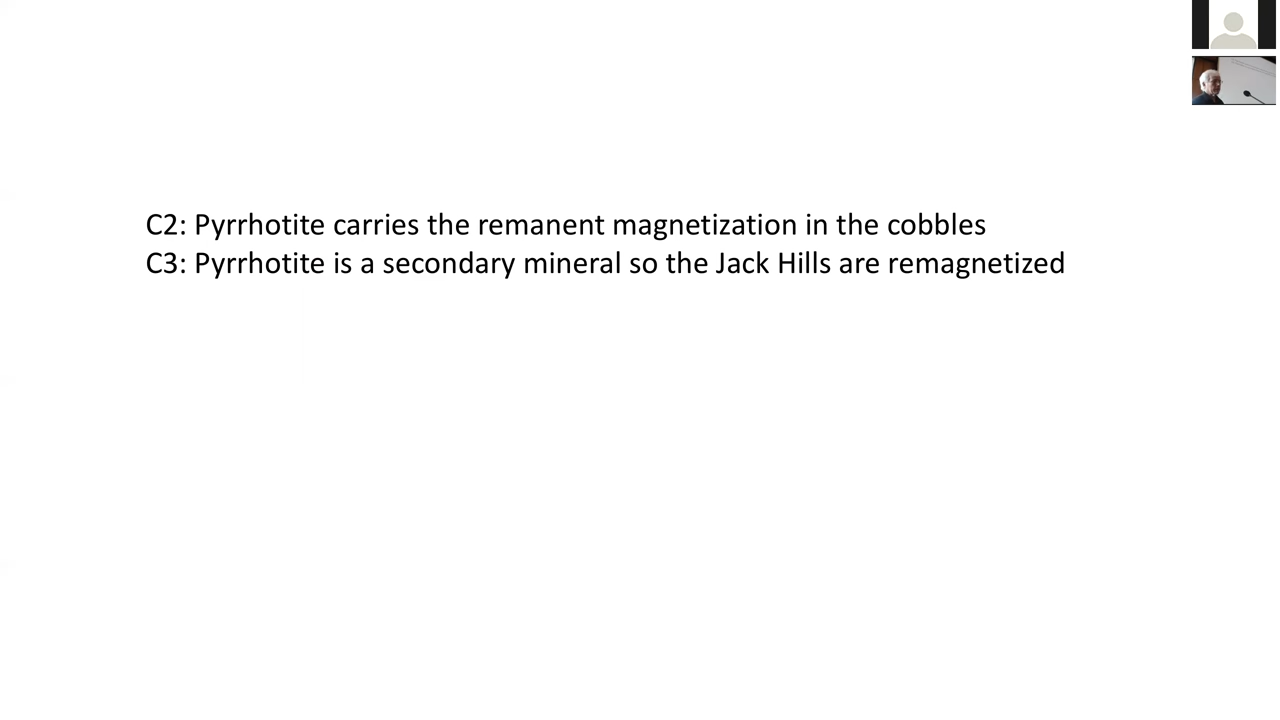 C2: Pyrrhotite carries the remanent magnetization in the cobbles
C3: Pyrrhotite is a secondary mineral so the Jack Hills are remagnetized